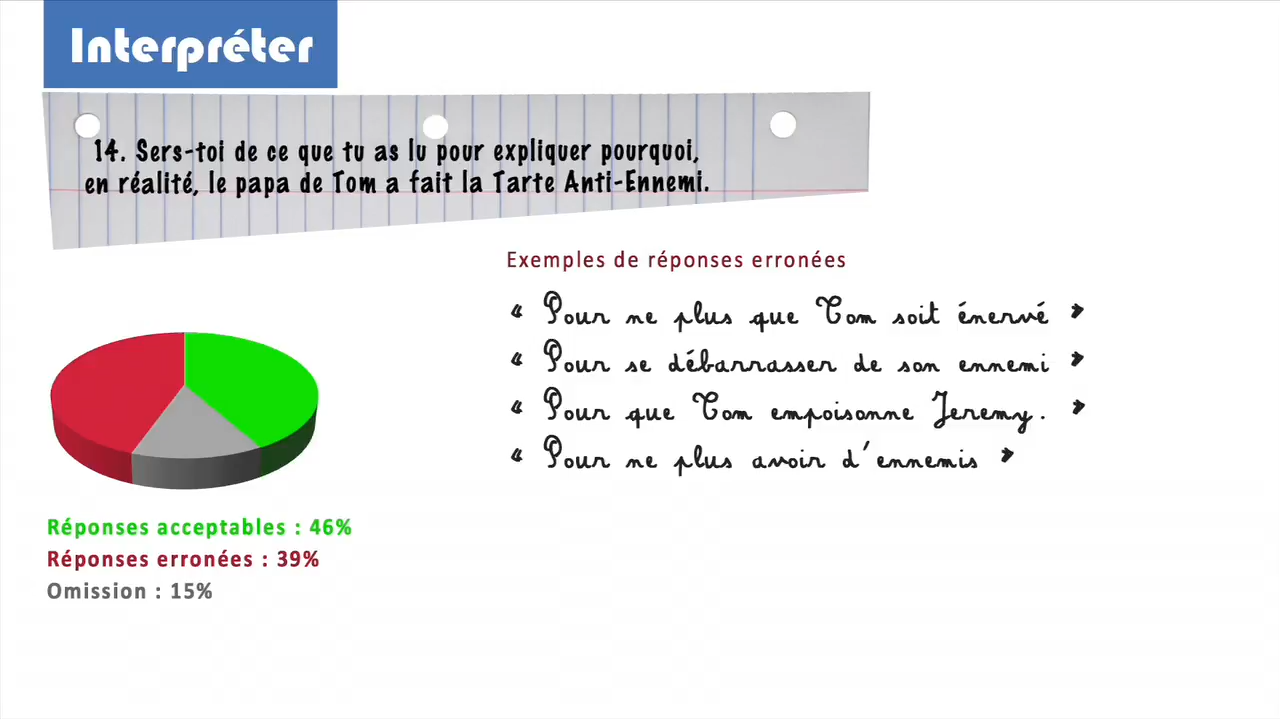 Interpréter
14. Sers-toi de ce que tu as lu pour expliquer pourquoi,
en réalité, le papa de Tom a fait la Tarte Anti-Ennemi.
Exemples de réponses erronées
« Pour ne plus que Tom soit énervé »
« Pour se débarrasser de son ennemi »
« Pour que Tom empoisonne Jeremy. »
« Pour ne plus avoir d'ennemis »
Réponses acceptables : 46%
Réponses erronées : 39%
Omission : 15%